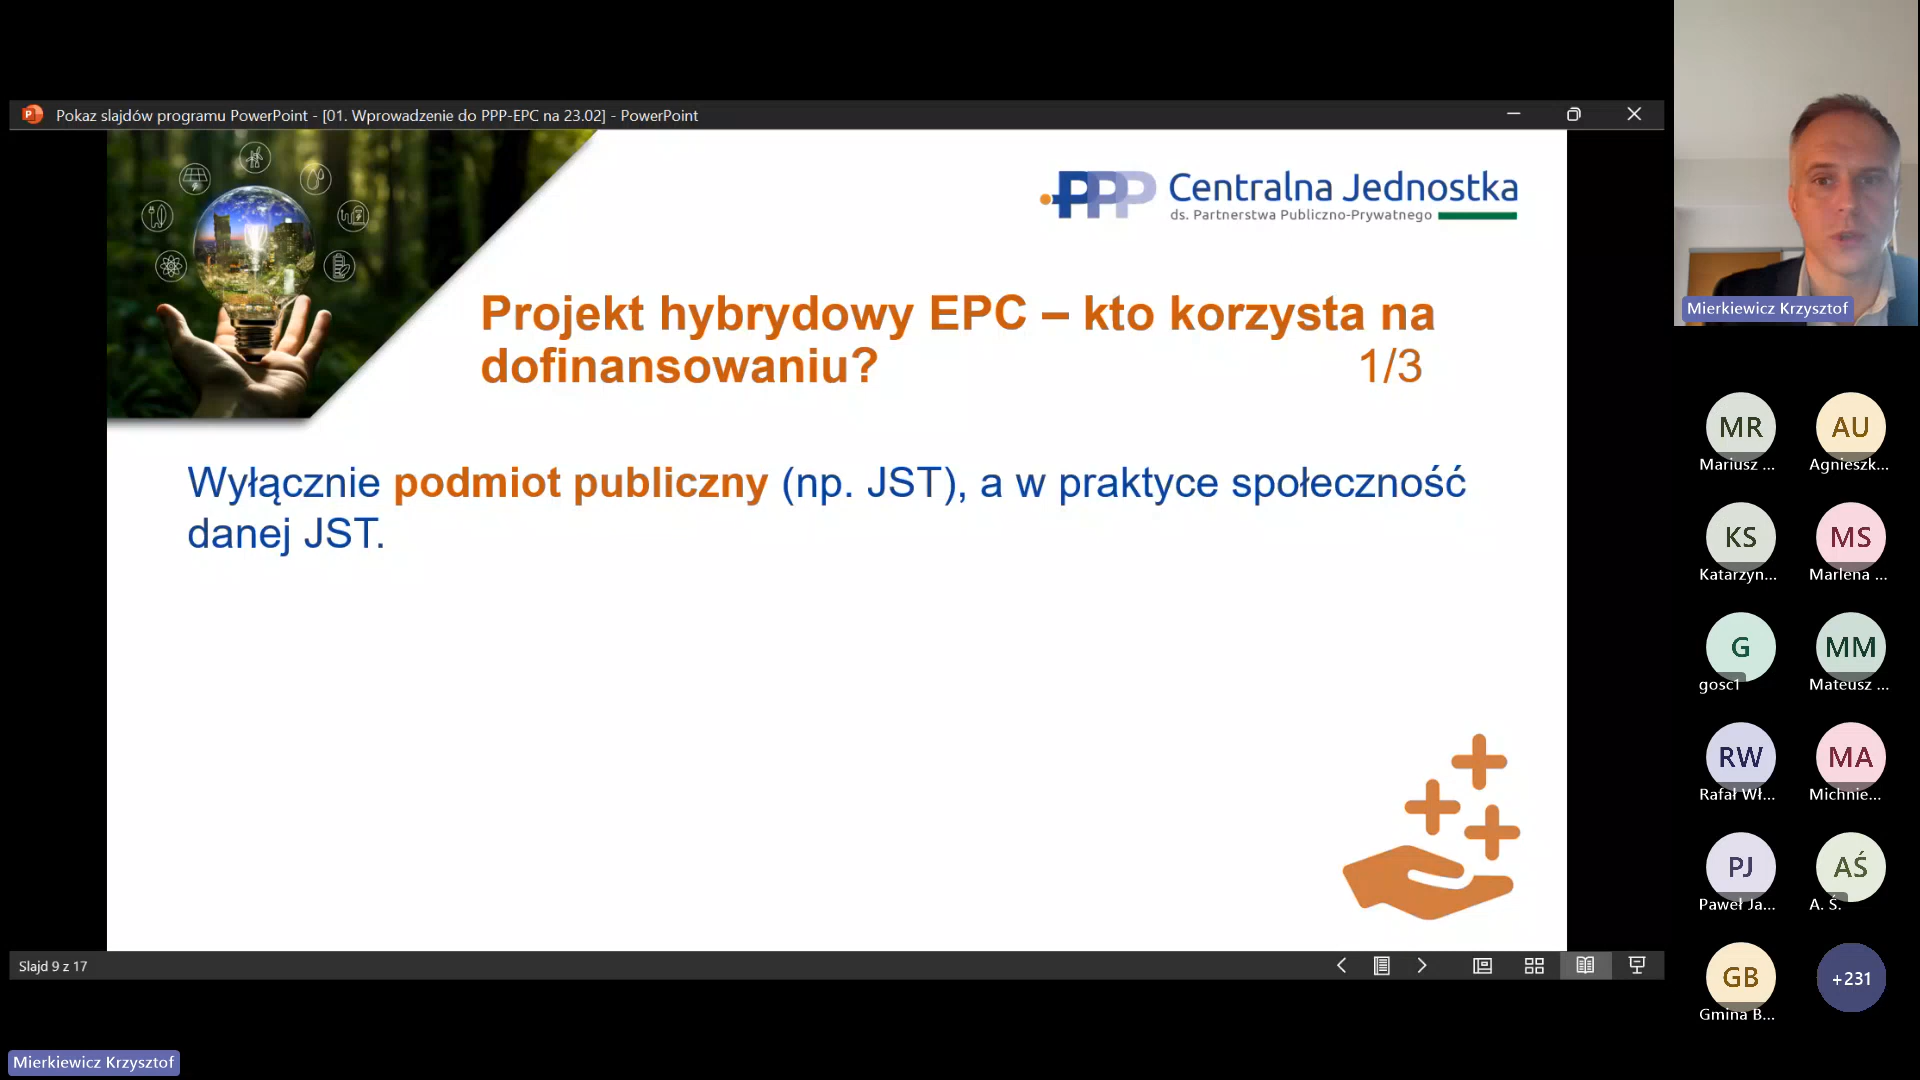 Pokaz slajdów programu PowerPoint - [01. Wprowadzenie do PPP-EPC na 23.02] - PowerPoint
PPP Centralna Jednostka
ds. Partnerstwa Publiczno-Prywatnego
Projekt hybrydowy EPC – kto korzysta na
dofinansowaniu? 1/3
Wyłącznie podmiot publiczny (np. JST), a w praktyce społeczność
danej JST.
Slajd 9 z 17
Mierkiewicz Krzysztof
Mierkiewicz Krzysztof
MR
Mariusz ...
AU
Agnieszk...
KS
Katarzyn...
MS
Marlena ...
G
gosc1
MM
Mateusz ...
RW
Rafał Wł...
MA
Michnie...
PJ
Paweł Ja...
AŚ
A. Ś.
GB
Gmina B...
+231